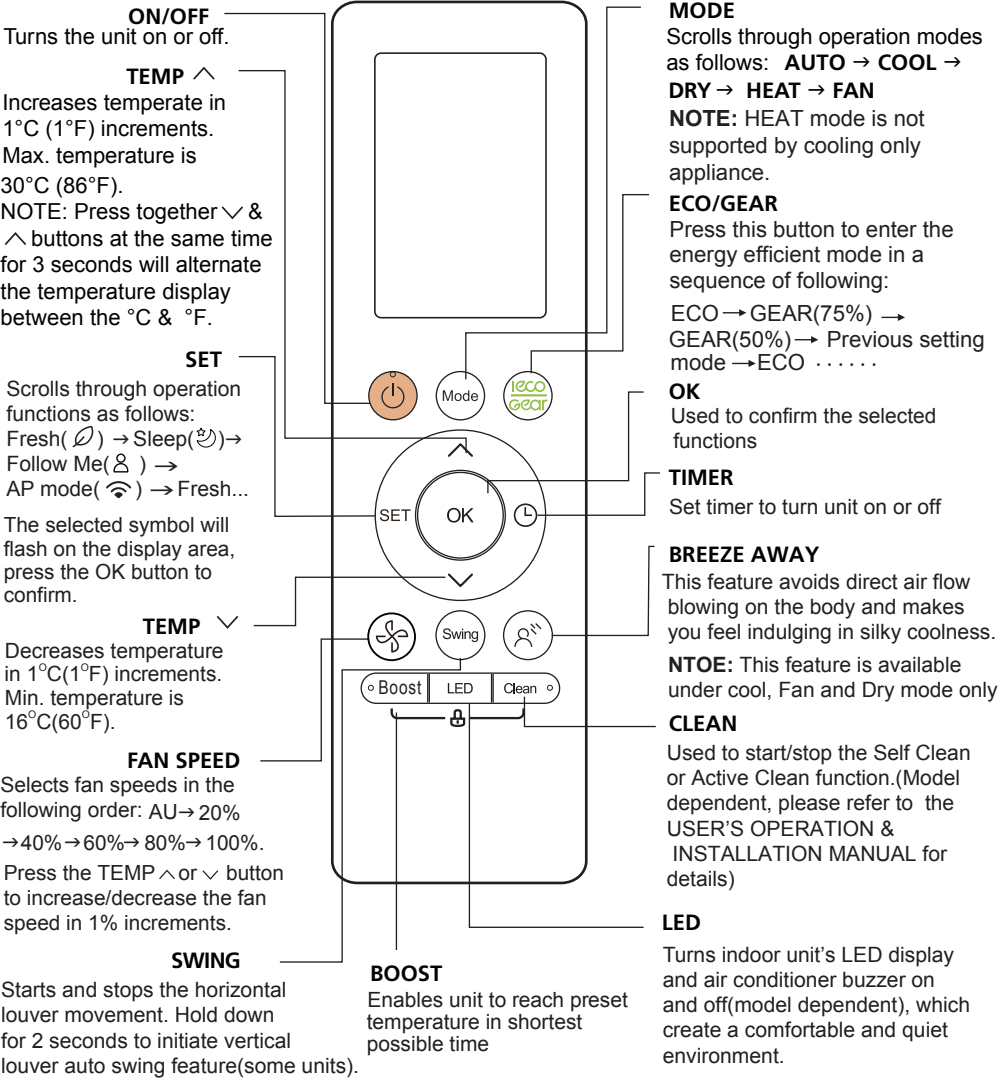 ON/OFF
Turns the unit on or off.
TEMP ︿
Increases temperate in
1°C (1°F) increments.
Max. temperature is
30°C (86°F).
NOTE: Press together ﹀ &
︿ buttons at the same time
for 3 seconds will alternate
the temperature display
between the °C & °F.
SET
Scrolls through operation
functions as follows:
Fresh( ) → Sleep( )→
Follow Me( ) →
AP mode( ) → Fresh...
The selected symbol will
flash on the display area,
press the OK button to
confirm.
TEMP ﹀
Decreases temperature
in 1°C(1°F) increments.
Min. temperature is
16°C(60°F).
FAN SPEED
Selects fan speeds in the
following order: AU→ 20%
→40%→60%→ 80%→100%.
Press the TEMP ︿ or ﹀ button
to increase/decrease the fan
speed in 1% increments.
SWING
Starts and stops the horizontal
louver movement. Hold down
for 2 seconds to initiate vertical
louver auto swing feature(some units).
Mode
ieco
Gear
SET
OK
Swing
Boost
LED
Clean
BOOST
Enables unit to reach preset
temperature in shortest
possible time
MODE
Scrolls through operation modes
as follows: AUTO → COOL →
DRY → HEAT → FAN
NOTE: HEAT mode is not
supported by cooling only
appliance.
ECO/GEAR
Press this button to enter the
energy efficient mode in a
sequence of following:
ECO → GEAR(75%) →
GEAR(50%) → Previous setting
mode → ECO ······
OK
Used to confirm the selected
functions
TIMER
Set timer to turn unit on or off
BREEZE AWAY
This feature avoids direct air flow
blowing on the body and makes
you feel indulging in silky coolness.
NTOE: This feature is available
under cool, Fan and Dry mode only
CLEAN
Used to start/stop the Self Clean
or Active Clean function.(Model
dependent, please refer to the
USER'S OPERATION &
INSTALLATION MANUAL for
details)
LED
Turns indoor unit's LED display
and air conditioner buzzer on
and off(model dependent), which
create a comfortable and quiet
environment.